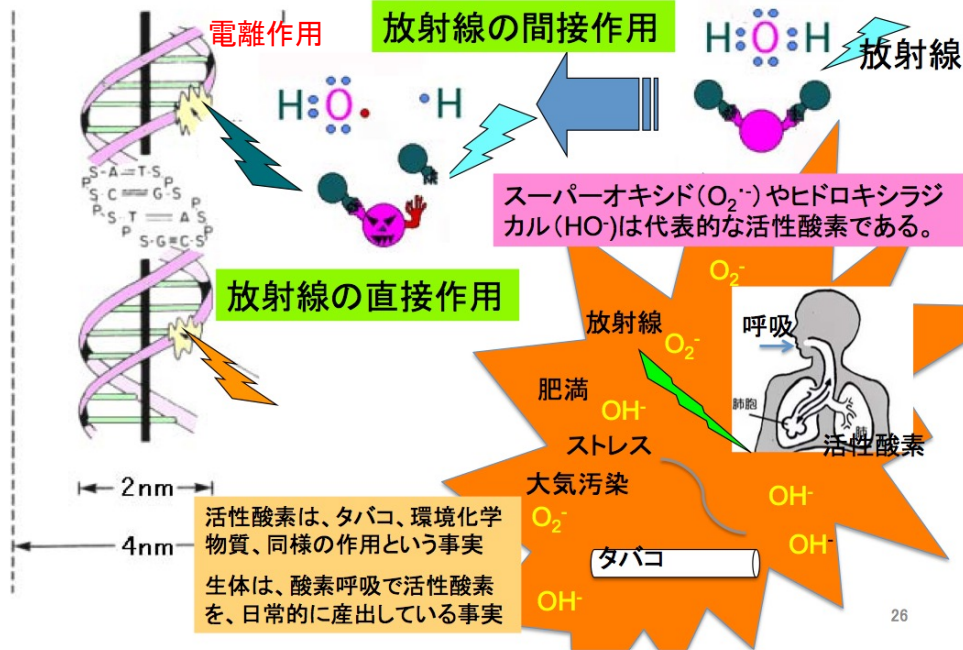 電離作用
放射線の間接作用
H:O・ ・H
H:O:H
放射線
S-A=T-S
P P
S-C≡G-S
P P
S-T=A S
P P
S-G≡C-S
スーパーオキシド(O₂˙⁻)やヒドロキシラジ
カル(HO·)は代表的な活性酸素である。
放射線の直接作用
O₂⁻
放射線
O₂⁻
呼吸
肥満
OH⁻
肺胞
肺
活性酸素
ストレス
大気汚染
O₂⁻
OH⁻
OH⁻
タバコ
OH⁻
2nm
4nm
活性酸素は、タバコ、環境化学
物質、同様の作用という事実
生体は、酸素呼吸で活性酸素
を、日常的に産出している事実
26